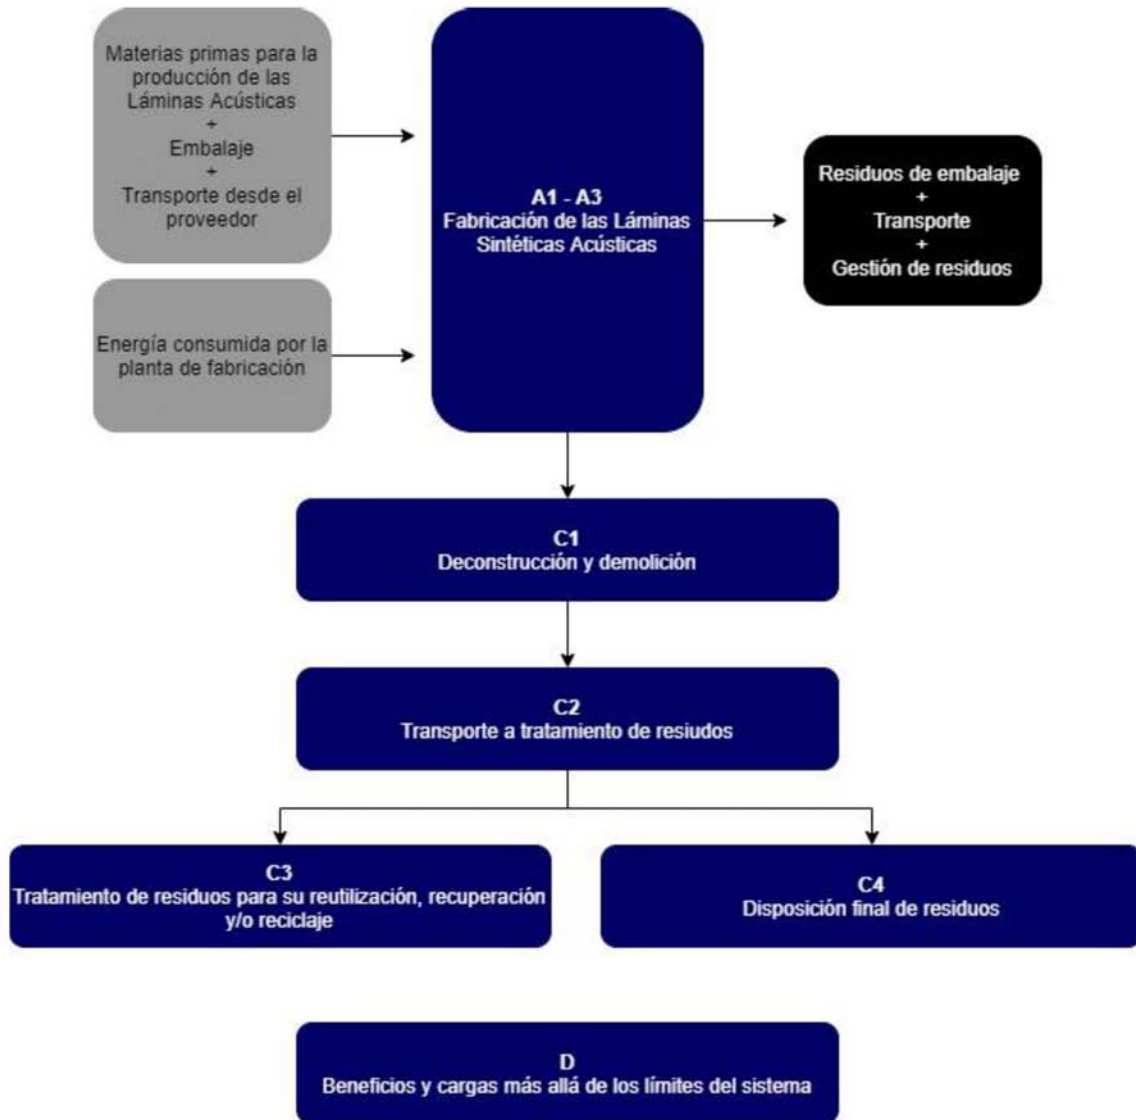 Materias primas para la
producción de las
Láminas Acústicas
+
Embalaje
+
Transporte desde el
proveedor
Energía consumida por la
planta de fabricación
A1 - A3
Fabricación de las Láminas
Sintéticas Acústicas
Residuos de embalaje
+
Transporte
+
Gestión de residuos
C1
Deconstrucción y demolición
C2
Transporte a tratamiento de resiudos
C3
Tratamiento de residuos para su reutilización, recuperación
y/o reciclaje
C4
Disposición final de residuos
D
Beneficios y cargas más allá de los límites del sistema